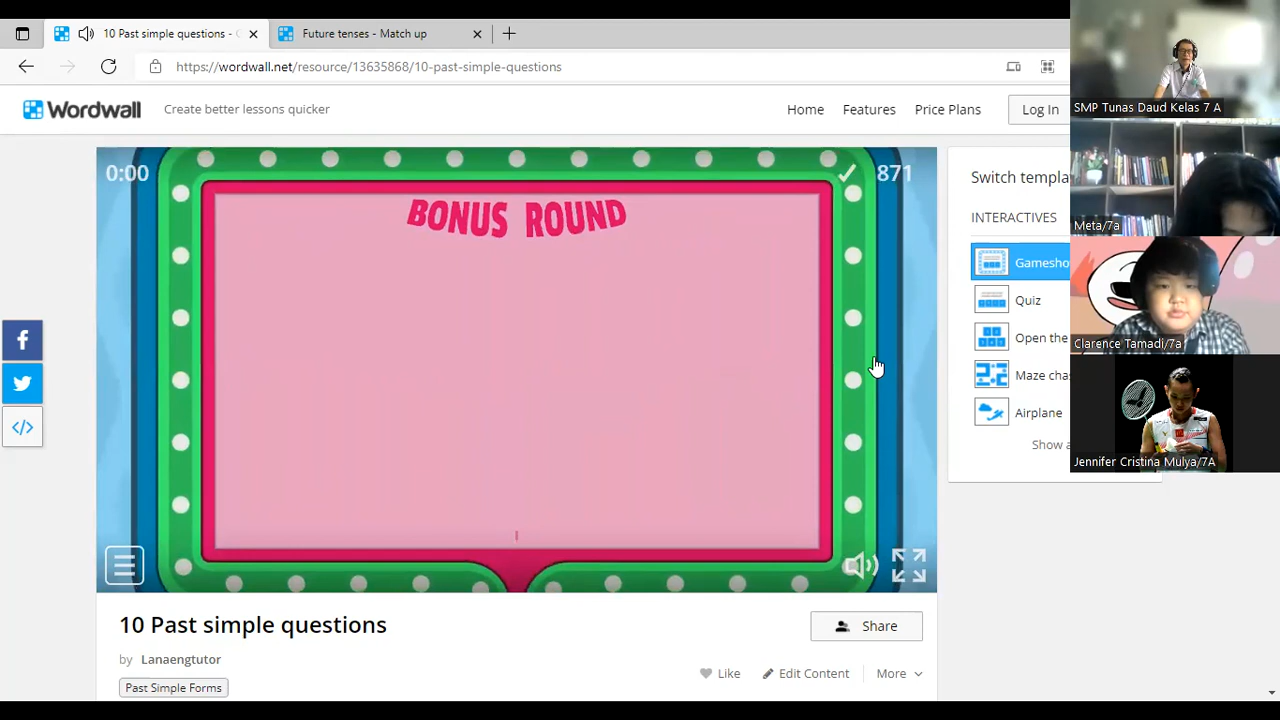 10 Past simple questions -
Future tenses - Match up
https://wordwall.net/resource/13635868/10-past-simple-questions
Wordwall
Create better lessons quicker
Home
Features
Price Plans
Log In
0:00
871
BONUS ROUND
Switch templa
INTERACTIVES
Gamesho
Quiz
Open the
Maze cha
Airplane
Show a
10 Past simple questions
Share
by Lanaengtutor
Like
Edit Content
More
Past Simple Forms
SMP Tunas Daud Kelas 7 A
Meta/7a
Clarence Tamadi/7a
Jennifer Cristina Mulya/7A